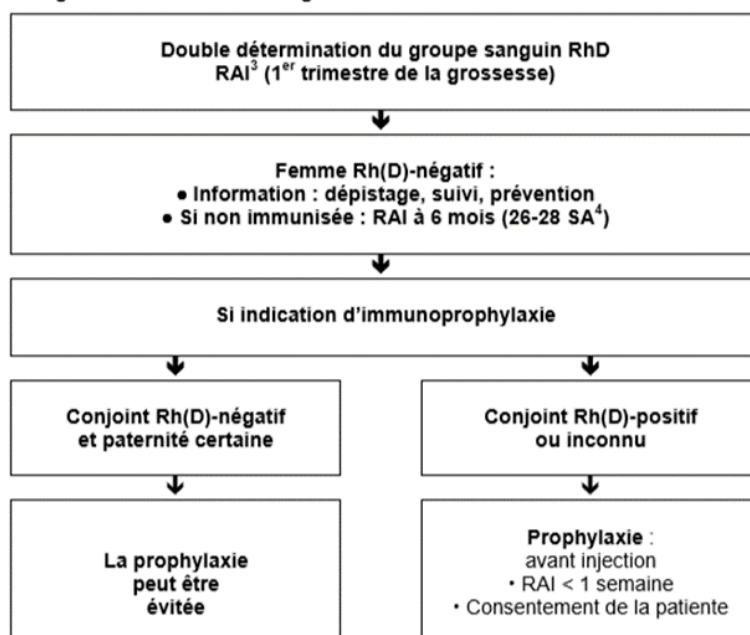 Double détermination du groupe sanguin RhD
RAI³ (1er trimestre de la grossesse)
Femme Rh(D)-négatif :
● Information : dépistage, suivi, prévention
● Si non immunisée : RAI à 6 mois (26-28 SA⁴)
Si indication d'immunoprophylaxie
Conjoint Rh(D)-négatif
et paternité certaine
Conjoint Rh(D)-positif
ou inconnu
La prophylaxie
peut être
évitée
Prophylaxie :
avant injection
• RAI < 1 semaine
• Consentement de la patiente